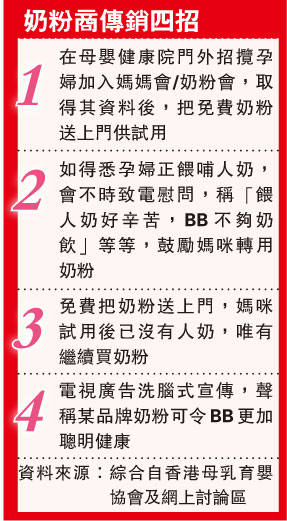 奶粉商傳銷四招
1
在母嬰健康院門外招攬孕
婦加入媽媽會/奶粉會，取
得其資料後，把免費奶粉
送上門供試用
2
如得悉孕婦正餵哺人奶，
會不時致電慰問，稱「餵
人奶好辛苦，BB 不夠奶
飲」等等，鼓勵媽咪轉用
奶粉
3
免費把奶粉送上門，媽咪
試用後已沒有人奶，唯有
繼續買奶粉
4
電視廣告洗腦式宣傳，聲
稱某品牌奶粉可令BB更加
聰明健康
資料來源：綜合自香港母乳育嬰
協會及網上討論區